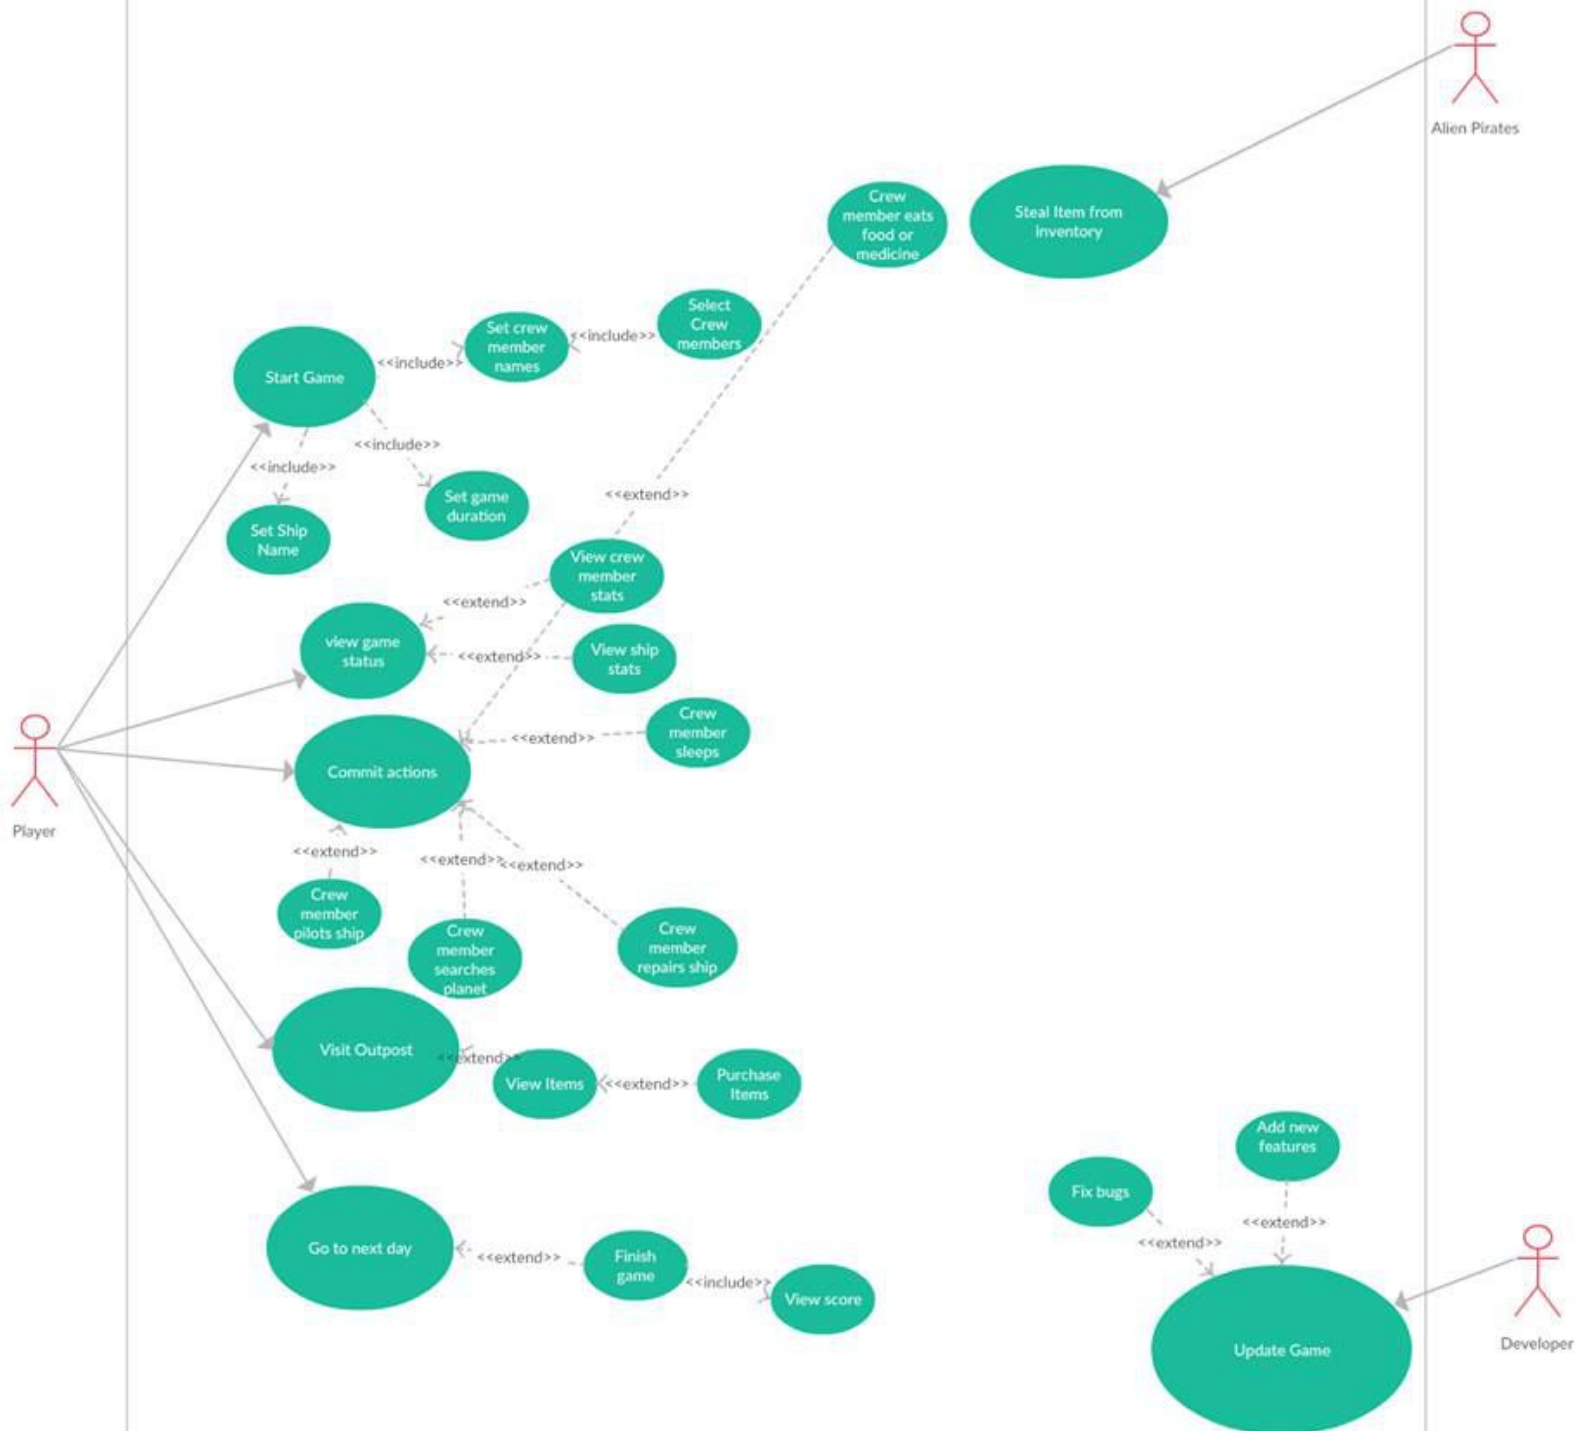 Alien Pirates
Crew
member eats
food or
medicine
Steal Item from
inventory
Select
Crew
members
<<include>>
Set crew
member
names
<<include>>
Start Game
<<include>>
<<include>>
Set game
duration
Set Ship
Name
<<extend>>
View crew
member
stats
<<extend>>
view game
status
<<extend>>
View ship
stats
Crew
member
sleeps
<<extend>>
Commit actions
Player
<<extend>>
<<extend>>
<<extend>>
Crew
member
pilots ship
Crew
member
searches
planet
Crew
member
repairs ship
Visit Outpost
<<extend>>
View Items
<<extend>>
Purchase
Items
Add new
features
Fix bugs
<<extend>>
<<extend>>
Go to next day
<<extend>>
Finish
game
<<include>>
View score
Update Game
Developer